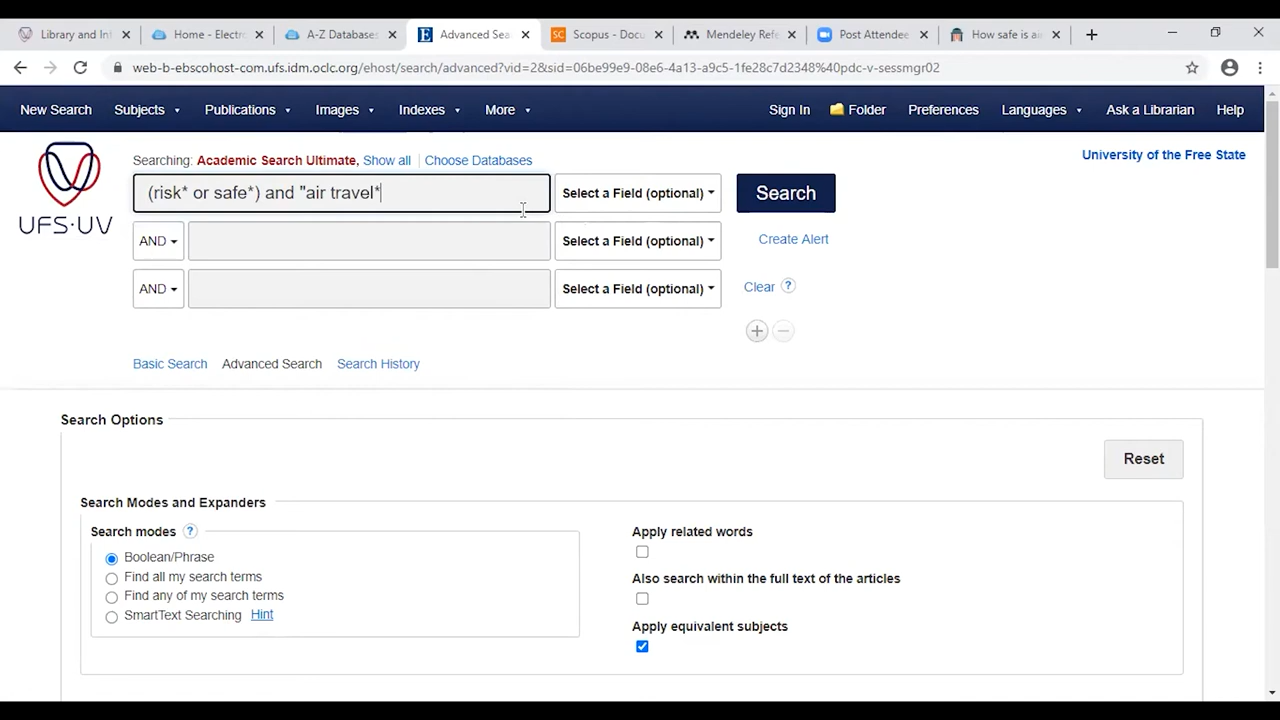 Library and In
Home - Electro
A-Z Databases
Advanced Sea
Scopus - Docu
Mendeley Refe
Post Attendee
How safe is ai
web-b-ebscohost-com.ufs.idm.oclc.org/ehost/search/advanced?vid=2&sid=06be99e9-08e6-4a13-a9c5-1fe28c7d2348%40pdc-v-sessmgr02
New Search Subjects Publications Images Indexes More Sign In Folder Preferences Languages Ask a Librarian Help
Searching: Academic Search Ultimate, Show all Choose Databases
University of the Free State
UFS·UV
(risk* or safe*) and "air travel* Select a Field (optional) Search
AND Select a Field (optional) Create Alert
AND Select a Field (optional) Clear ?
Basic Search Advanced Search Search History
Search Options
Reset
Search Modes and Expanders
Search modes ?
Boolean/Phrase
Find all my search terms
Find any of my search terms
SmartText Searching Hint
Apply related words
Also search within the full text of the articles
Apply equivalent subjects